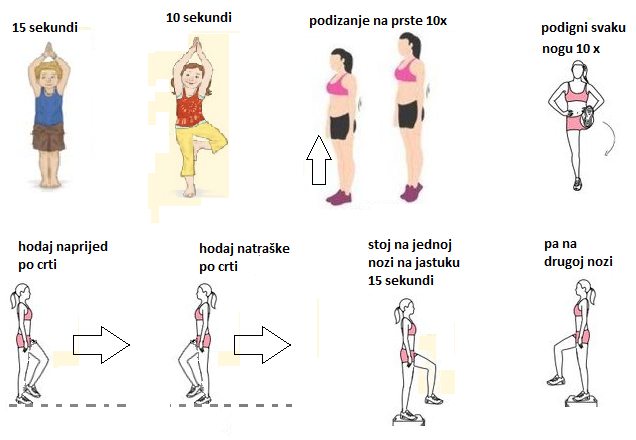 15 sekundi
10 sekundi
podizanje na prste 10x
podigni svaku
nogu 10 x
hodaj naprijed
po crti
hodaj natraške
po crti
stoj na jednoj
nozi na jastuku
15 sekundi
pa na
drugoj nozi